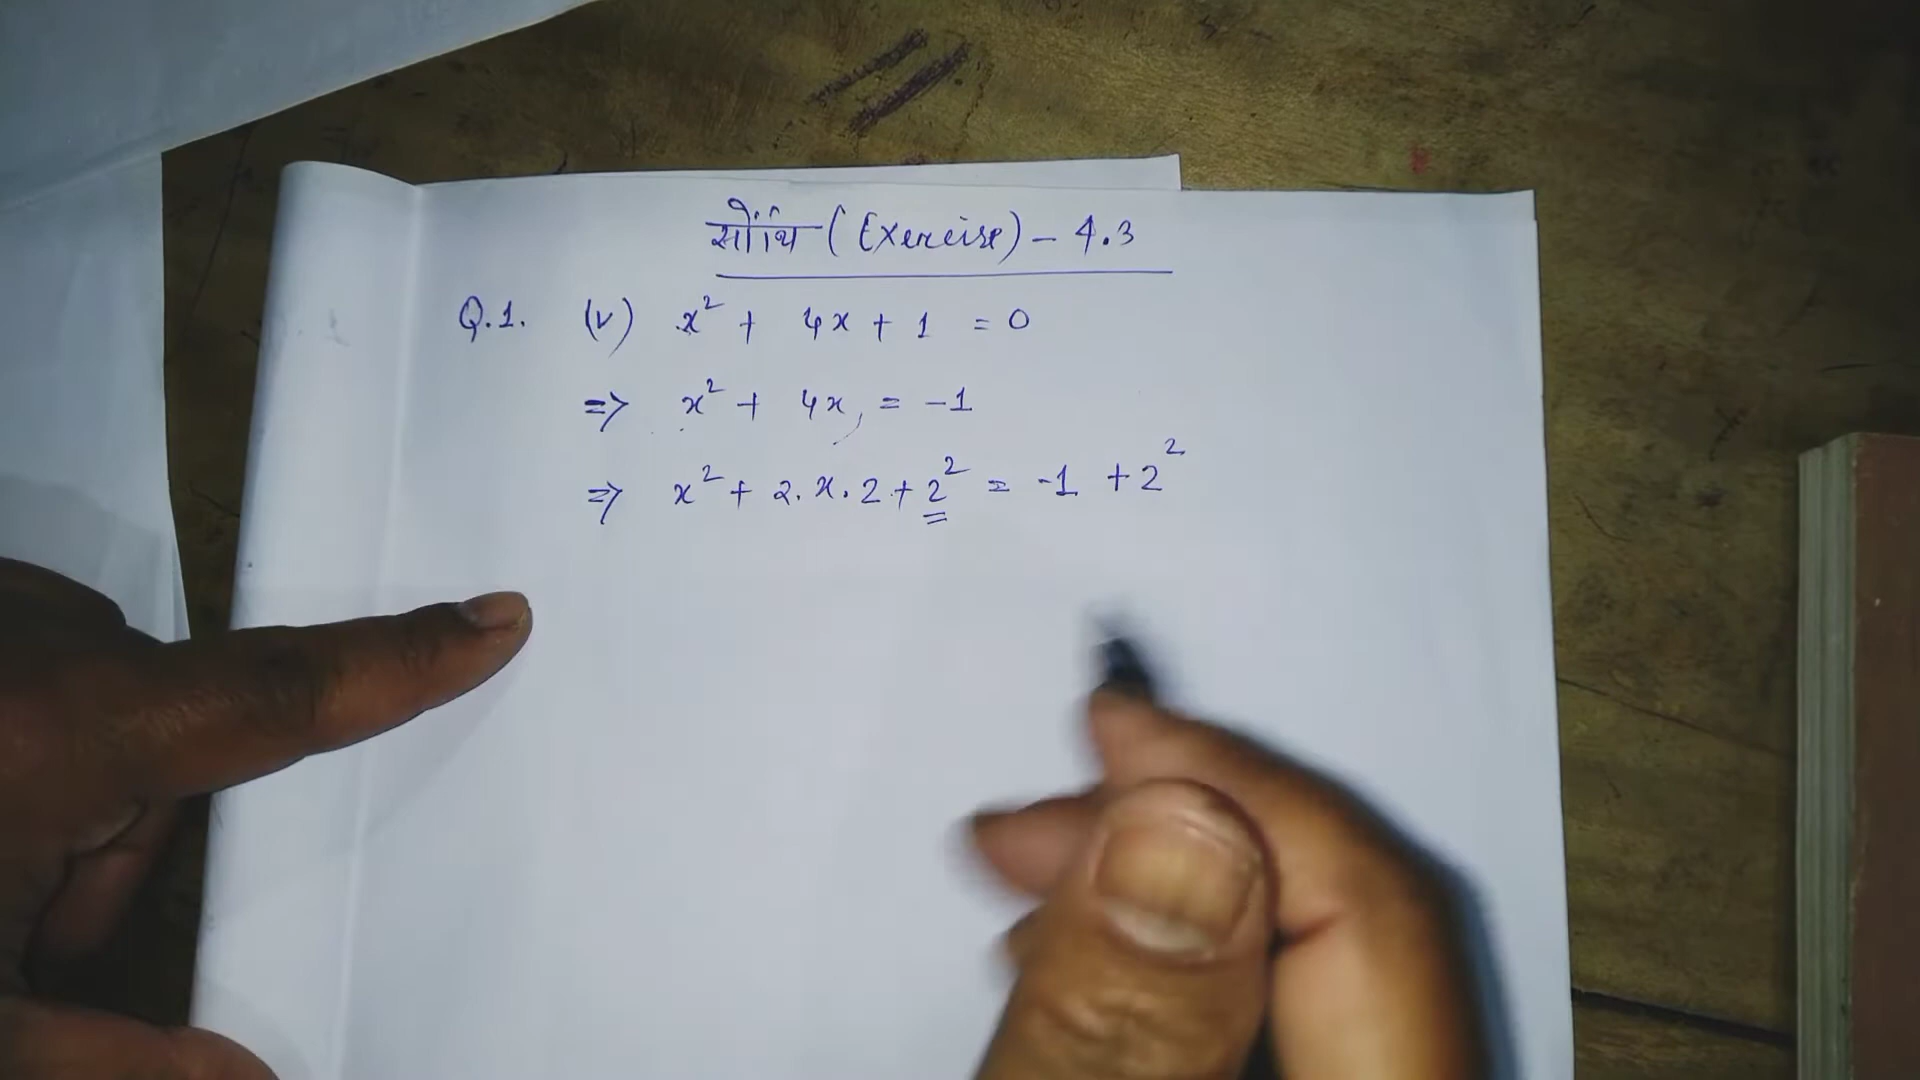 (Exercise) - 4.3
Q.1. (v) x² + 4x + 1 = 0
=> x² + 4x = -1
=> x² + 2.x.2 + 2² = -1 + 2²